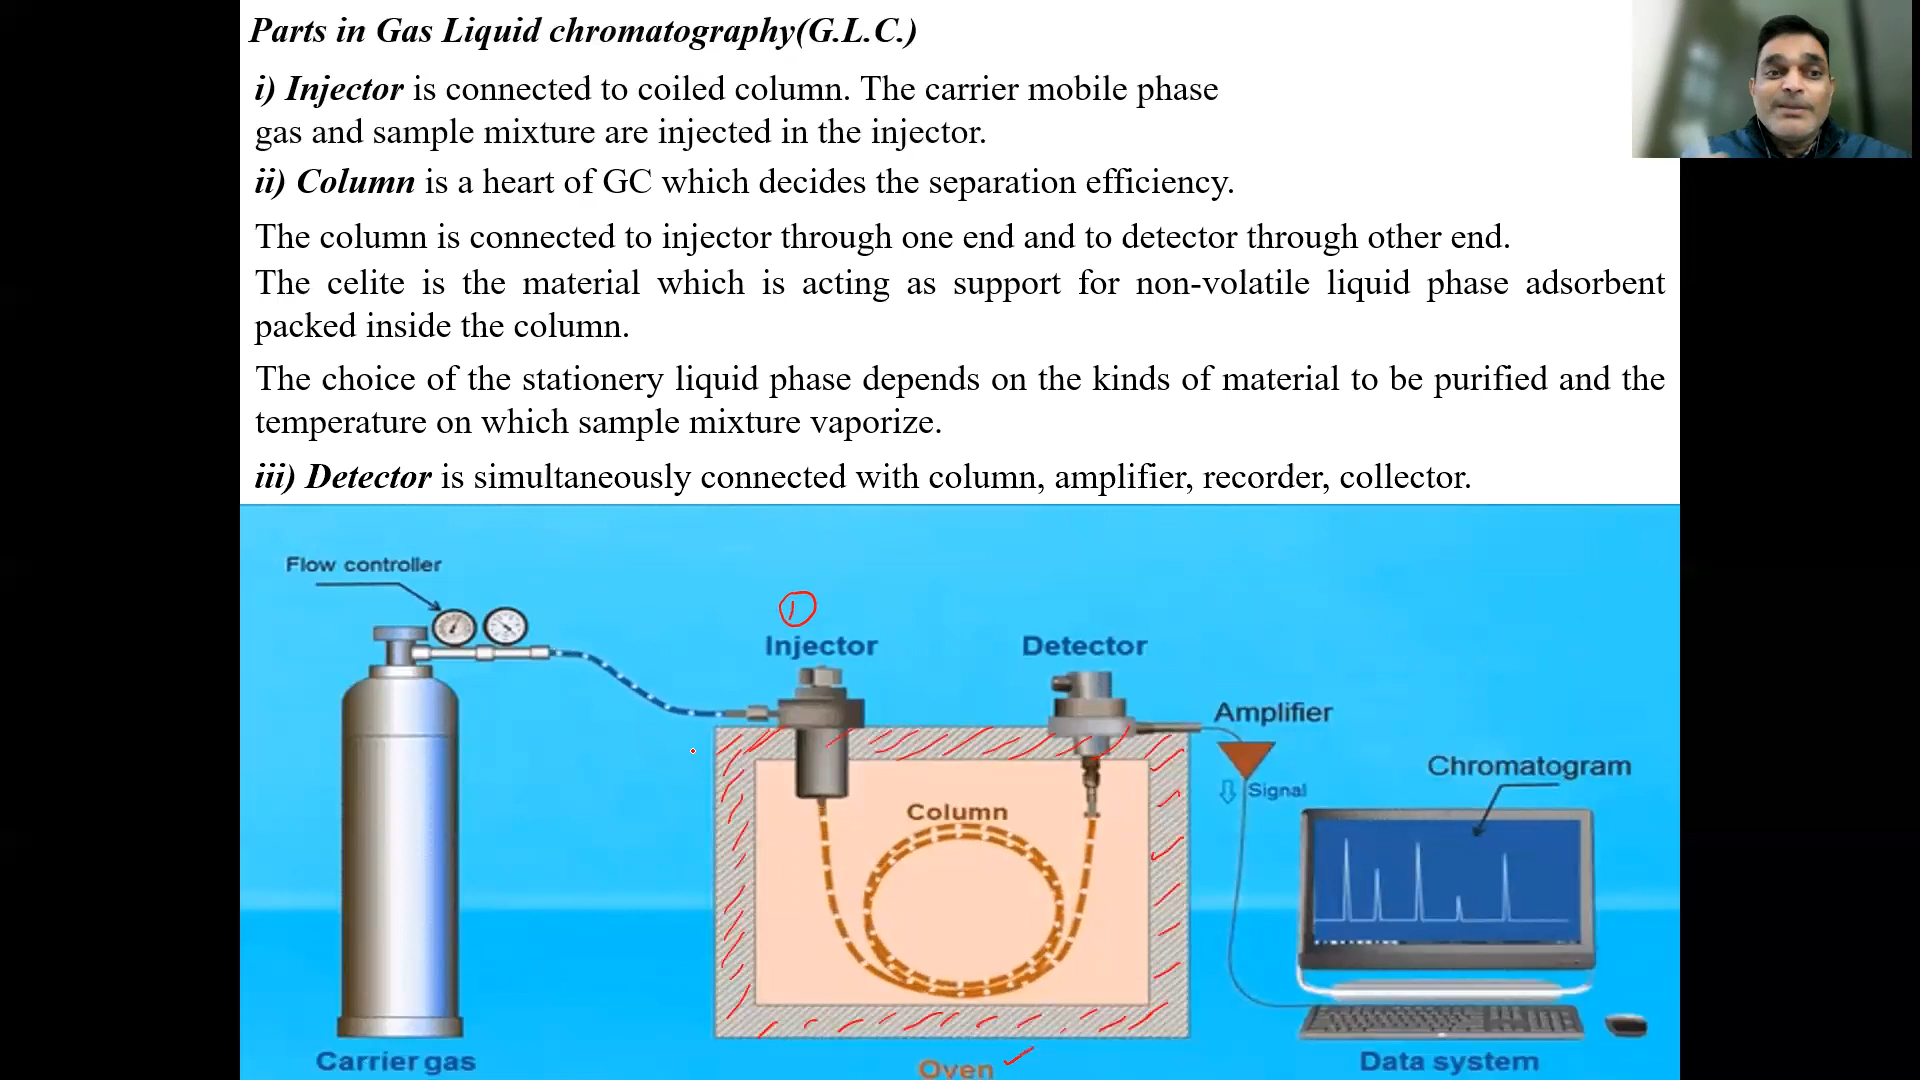 Parts in Gas Liquid chromatography(G.L.C.)
i) Injector is connected to coiled column. The carrier mobile phase
gas and sample mixture are injected in the injector.
ii) Column is a heart of GC which decides the separation efficiency.
The column is connected to injector through one end and to detector through other end.
The celite is the material which is acting as support for non-volatile liquid phase adsorbent
packed inside the column.
The choice of the stationery liquid phase depends on the kinds of material to be purified and the
temperature on which sample mixture vaporize.
iii) Detector is simultaneously connected with column, amplifier, recorder, collector.
Flow controller
1
Injector
Detector
Amplifier
Signal
Chromatogram
Column
Carrier gas
Oven
Data system